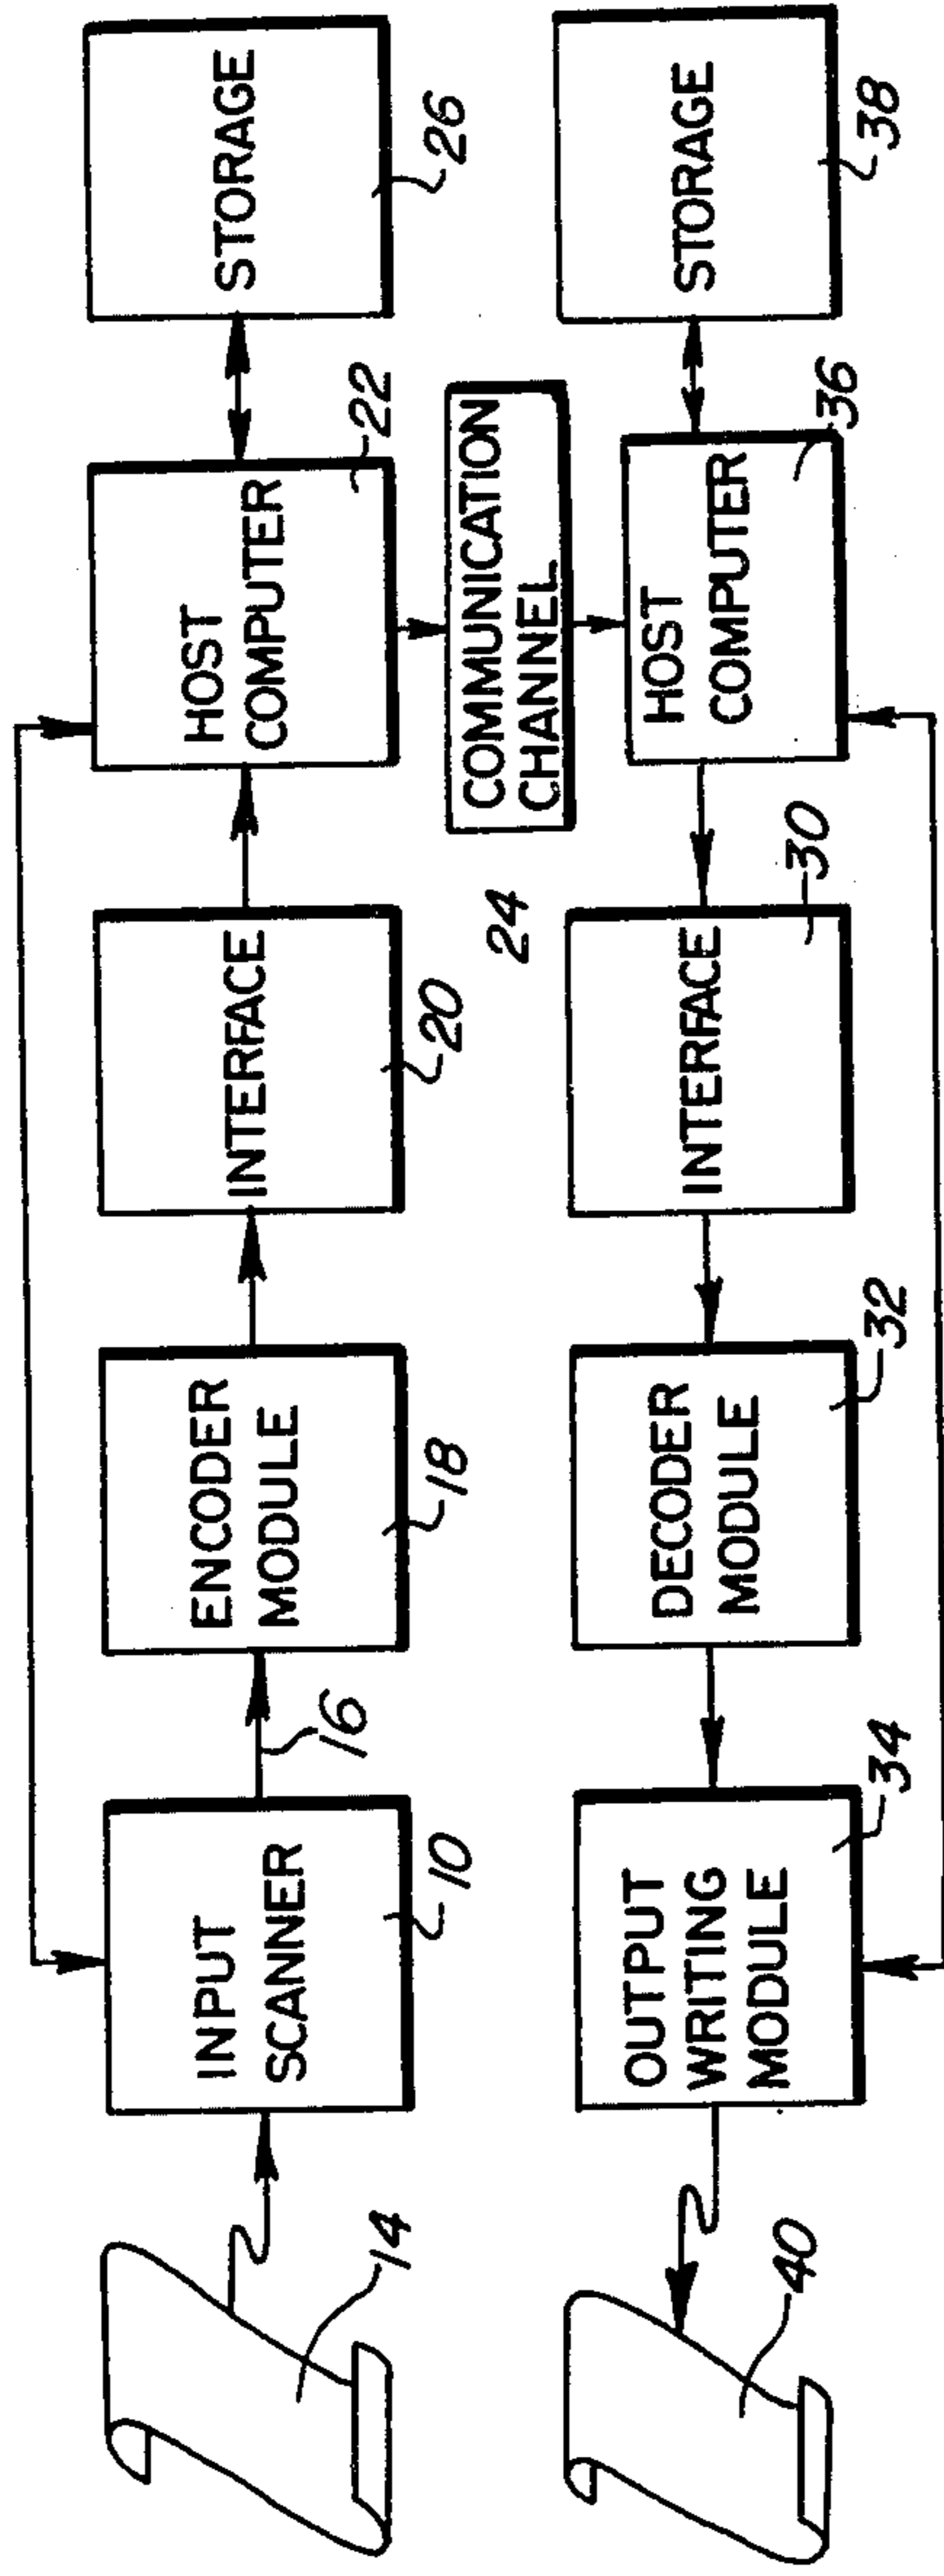 INPUT
SCANNER
ENCODER
MODULE
INTERFACE
HOST
COMPUTER
STORAGE
14
10
16
18
20
22
26
24
COMMUNICATION
CHANNEL
OUTPUT
WRITING
MODULE
DECODER
MODULE
INTERFACE
HOST
COMPUTER
STORAGE
40
34
32
30
36
38